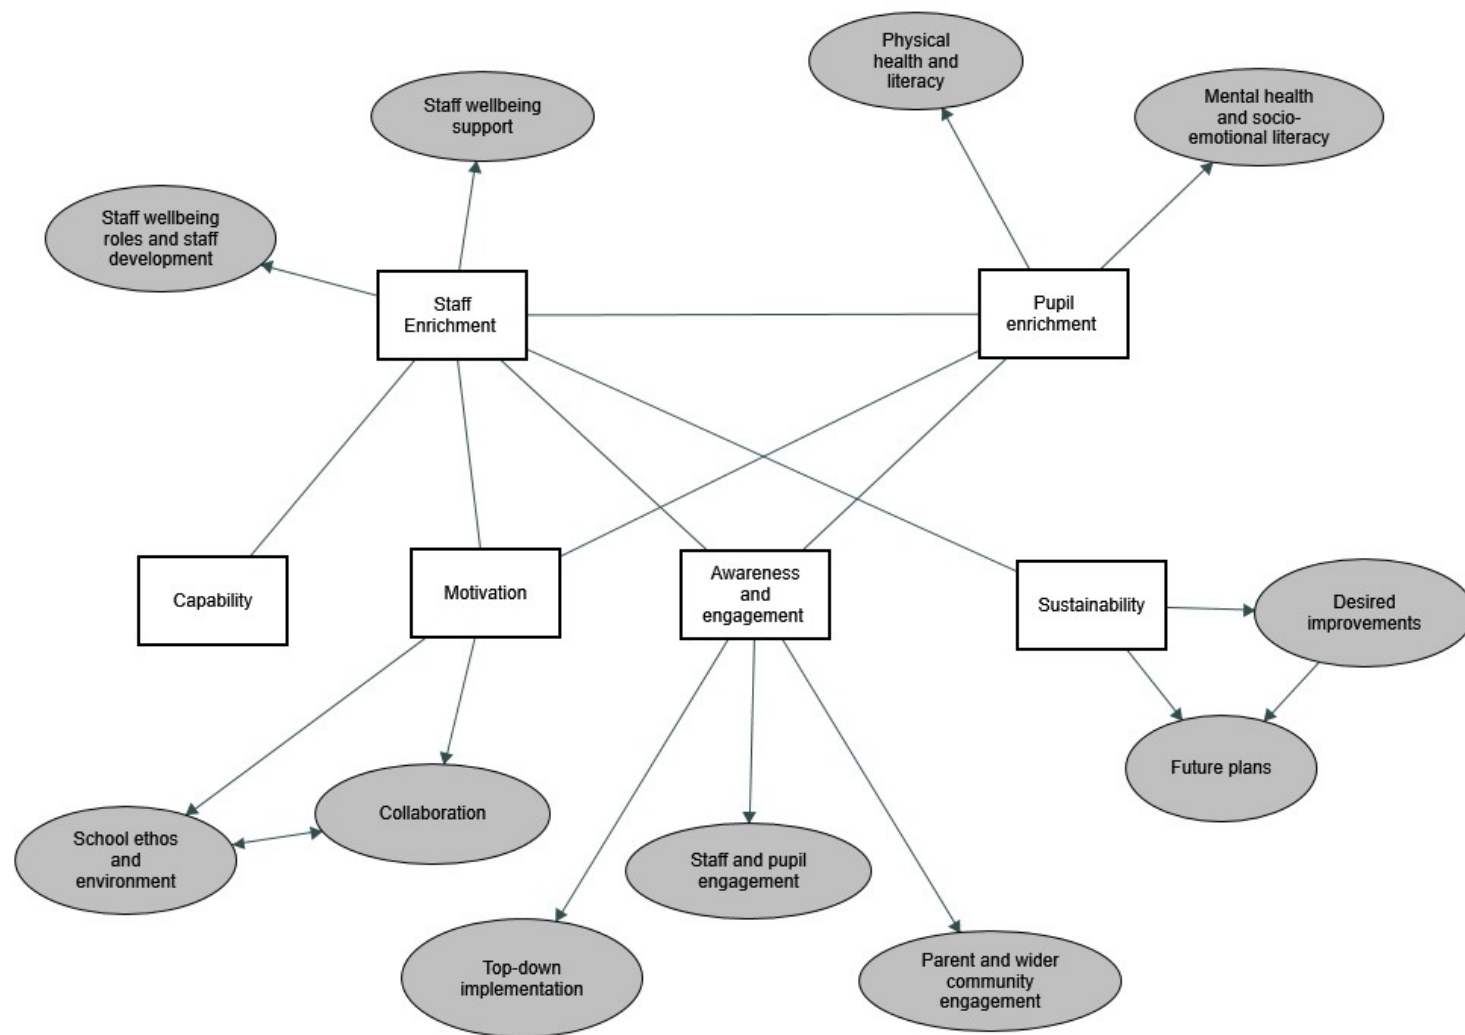 Physical
health and
literacy
Staff wellbeing
support
Mental health
and socio-
emotional literacy
Staff wellbeing
roles and staff
development
Staff
Enrichment
Pupil
enrichment
Capability
Motivation
Awareness
and
engagement
Sustainability
Desired
improvements
Future plans
School ethos
and
environment
Collaboration
Staff and pupil
engagement
Top-down
implementation
Parent and wider
community
engagement